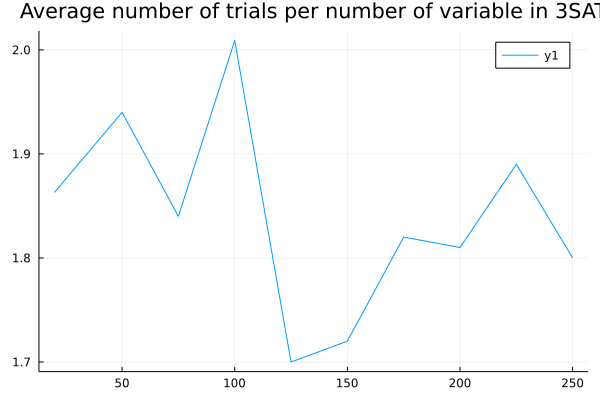 Average number of trials per number of variable in 3SAT
y1
2.0
1.9
1.8
1.7
50 100 150 200 250